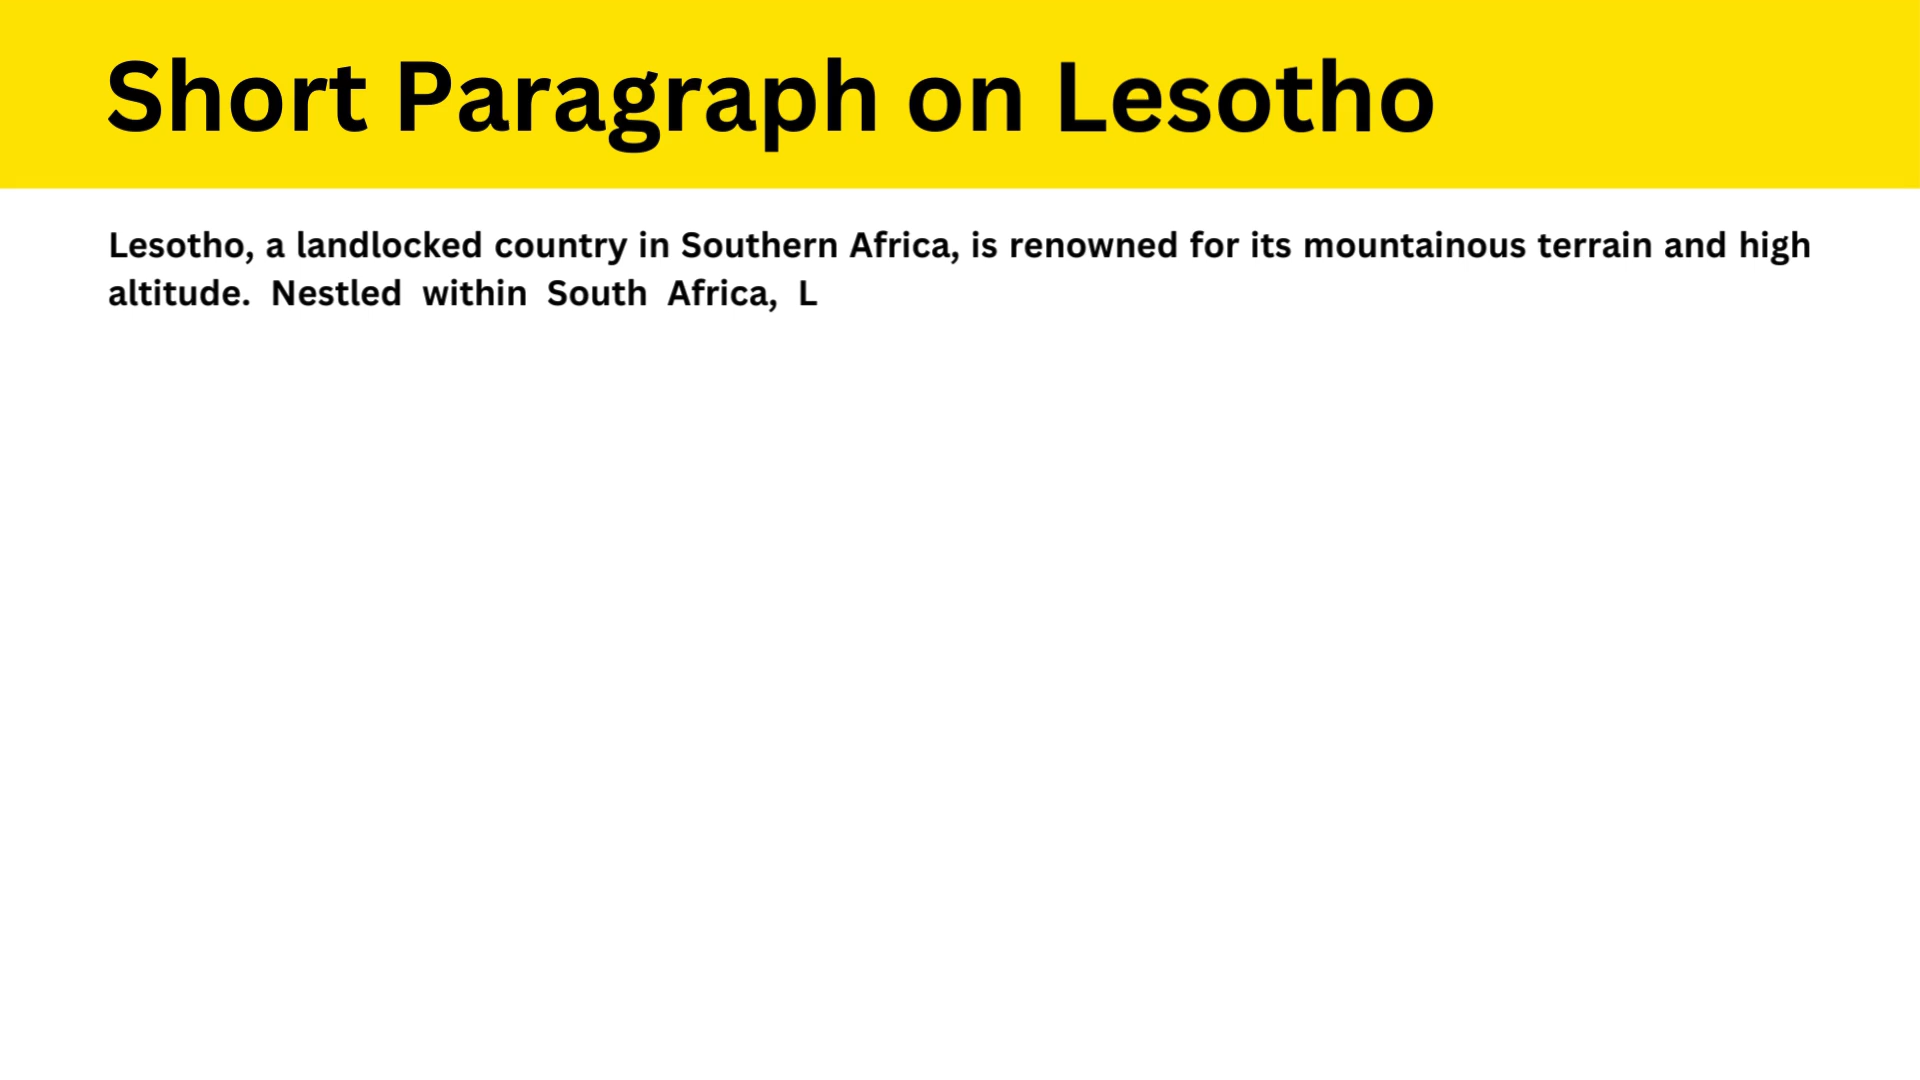 Short Paragraph on Lesotho
Lesotho, a landlocked country in Southern Africa, is renowned for its mountainous terrain and high
altitude. Nestled within South Africa, L